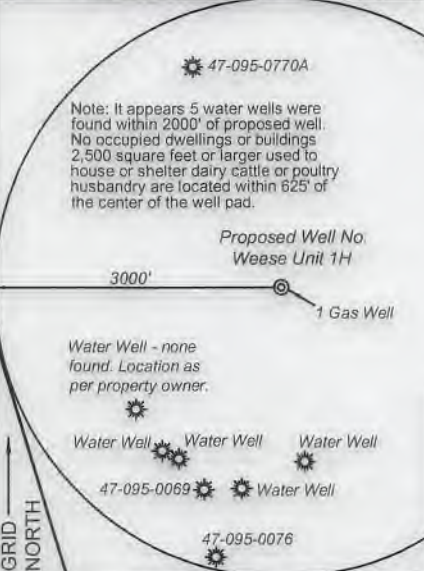 47-095-0770A
Note: It appears 5 water wells were
found within 2000' of proposed well.
No occupied dwellings or buildings
2,500 square feet or larger used to
house or shelter dairy cattle or poultry
husbandry are located within 625' of
the center of the well pad.
Proposed Well No.
Weese Unit 1H
3000'
1 Gas Well
Water Well - none
found. Location as
per property owner.
Water Well
Water Well
Water Well
47-095-0069
Water Well
47-095-0076
GRID
NORTH